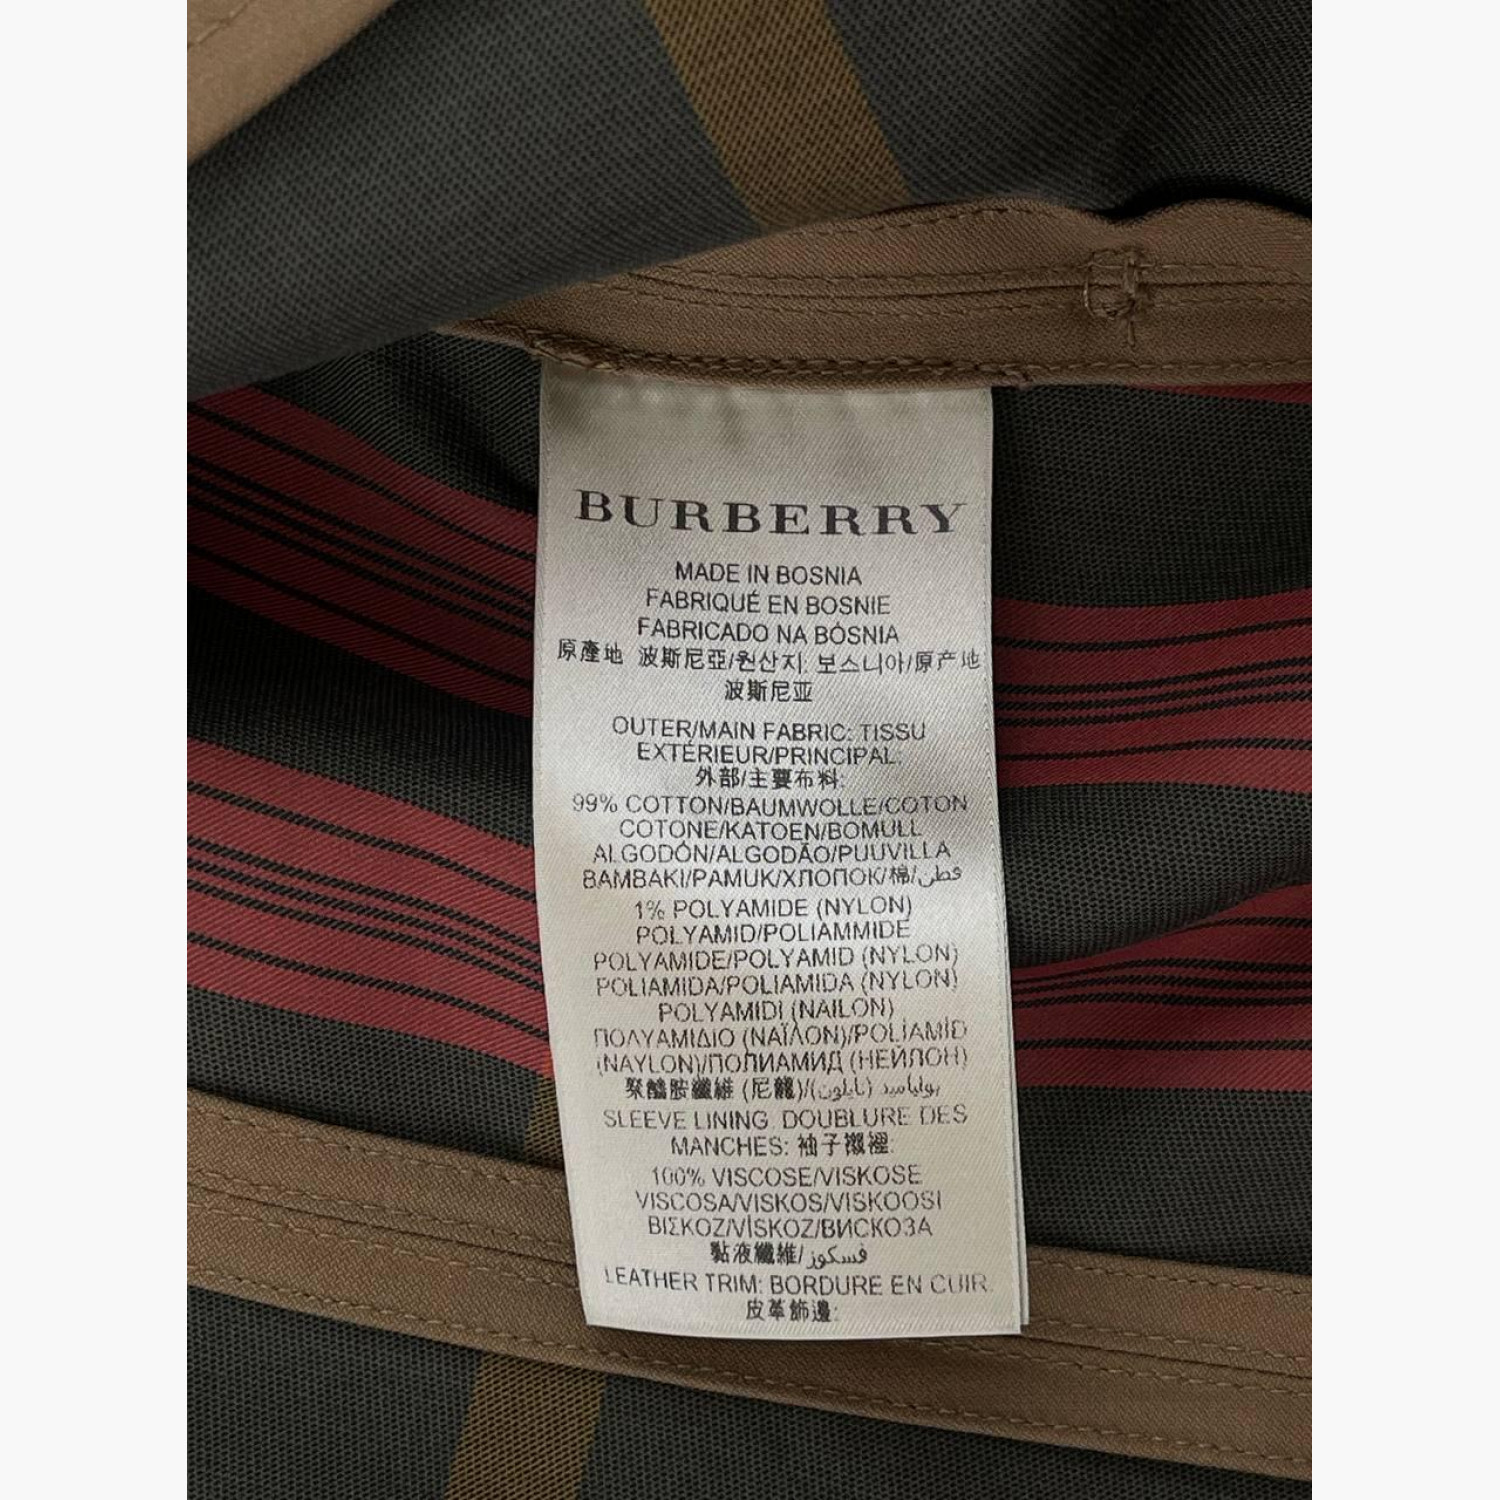 BURBERRY
MADE IN BOSNIA
FABRIQUÉ EN BOSNIE
FABRICADO NA BÓSNIA
原產地 波斯尼亞/원산지: 보스니아/原产地
波斯尼亚
OUTER/MAIN FABRIC: TISSU
EXTÉRIEUR/PRINCIPAL:
外部/主要布料:
99% COTTON/BAUMWOLLE/COTON
COTONE/KATOEN/BOMULL
ALGODÓN/ALGODÃO/PUUVILLA
BAMBAKI/PAMUK/ХЛОПОК/棉/قطن
1% POLYAMIDE (NYLON)
POLYAMID/POLIAMMIDE
POLYAMIDE/POLYAMID (NYLON)
POLIAMIDA/POLIAMIDA (NYLON)
POLYAMIDI (NAILON)
ΠΟΛΥΑΜΙΔΙΟ (ΝΑΪΛΟΝ)/POLİAMİD
(NAYLON)/ПОЛИАМИД (НЕЙЛОН)
聚醯胺纖維 (尼龍)/(نايلون) بولياميد
SLEEVE LINING: DOUBLURE DES
MANCHES: 袖子襯裡:
100% VISCOSE/VISKOSE
VISCOSA/VISKOS/VISKOOSI
ΒΙΣΚΟΖ/VİSKOZ/ВИСКОЗА
黏液纖維/فسكوز
LEATHER TRIM: BORDURE EN CUIR:
皮革飾邊: